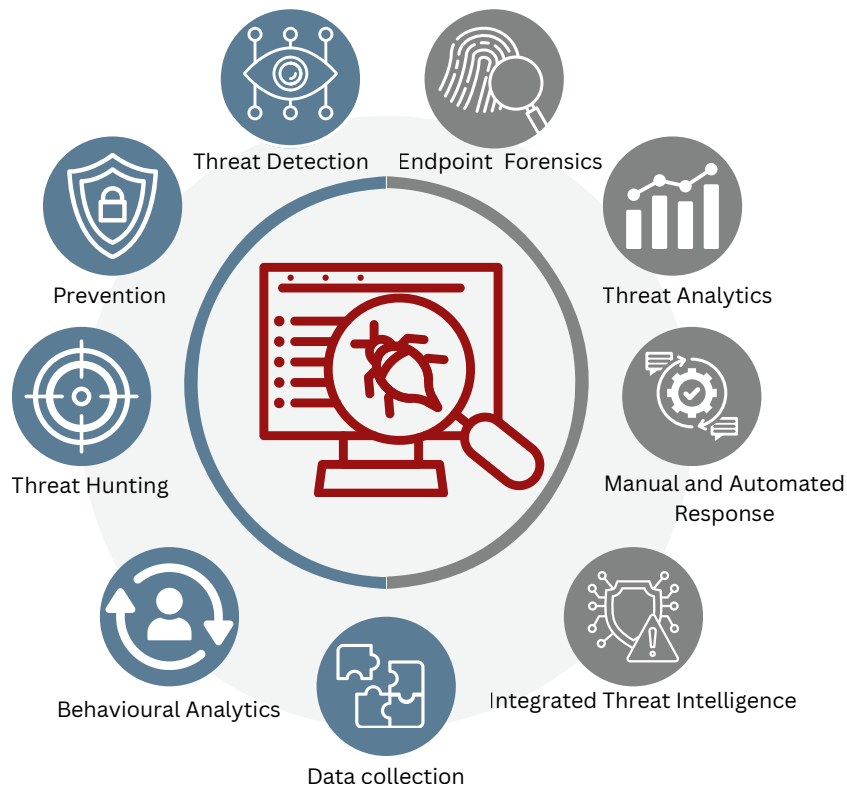 Threat Detection
Endpoint Forensics
Prevention
Threat Analytics
Threat Hunting
Manual and Automated
Response
Behavioural Analytics
Integrated Threat Intelligence
Data collection